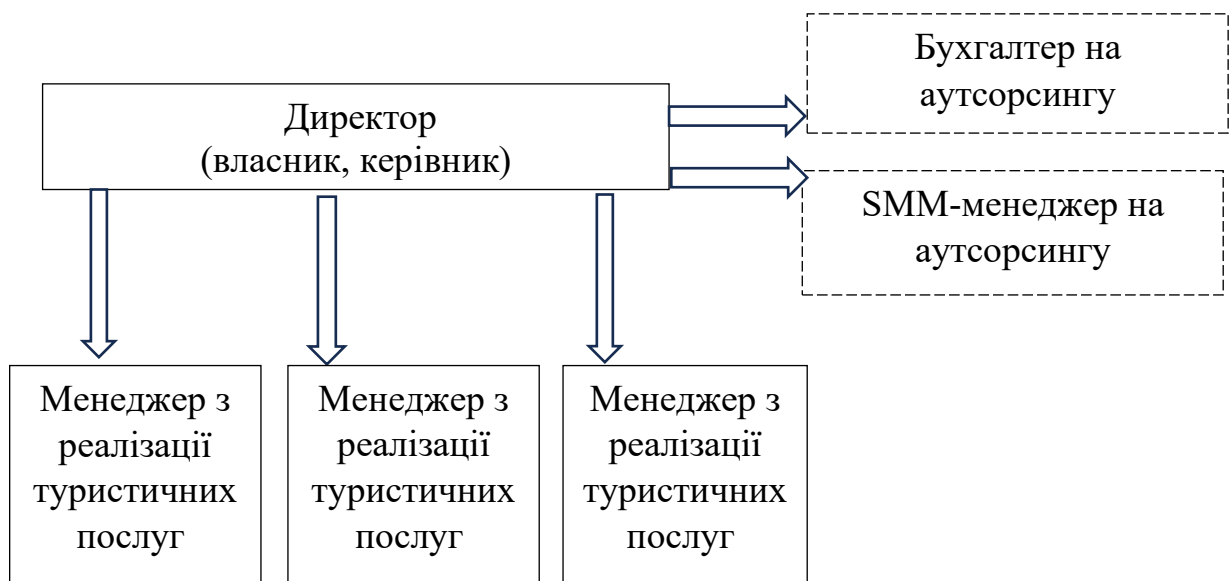 Бухгалтер на
аутсорсингу
Директор
(власник, керівник)
SMM-менеджер на
аутсорсингу
Менеджер з
реалізації
туристичних
послуг
Менеджер з
реалізації
туристичних
послуг
Менеджер з
реалізації
туристичних
послуг